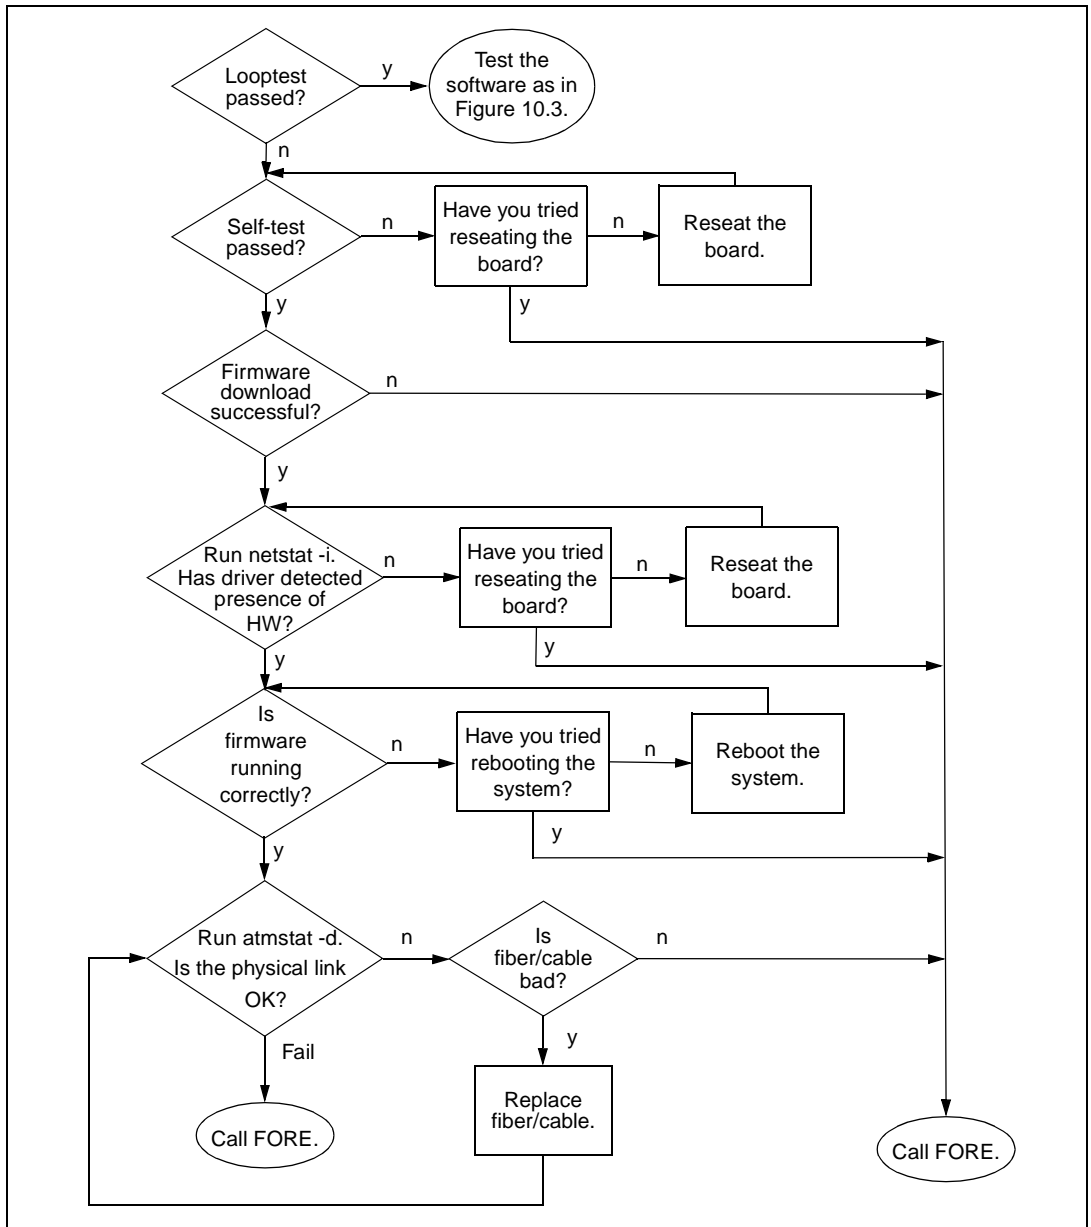 Looptest
passed?
y
Test the
software as in
Figure 10.3.
n
Self-test
passed?
n
Have you tried
reseating the
board?
n
Reseat the
board.
y
y
Firmware
download
successful?
n
y
Run netstat -i.
Has driver detected
presence of
HW?
n
Have you tried
reseating the
board?
n
Reseat the
board.
y
y
Is
firmware
running
correctly?
n
Have you tried
rebooting the
system?
n
Reboot the
system.
y
y
Run atmstat -d.
Is the physical link
OK?
n
Is
fiber/cable
bad?
n
Fail
y
Replace
fiber/cable.
Call FORE.
Call FORE.